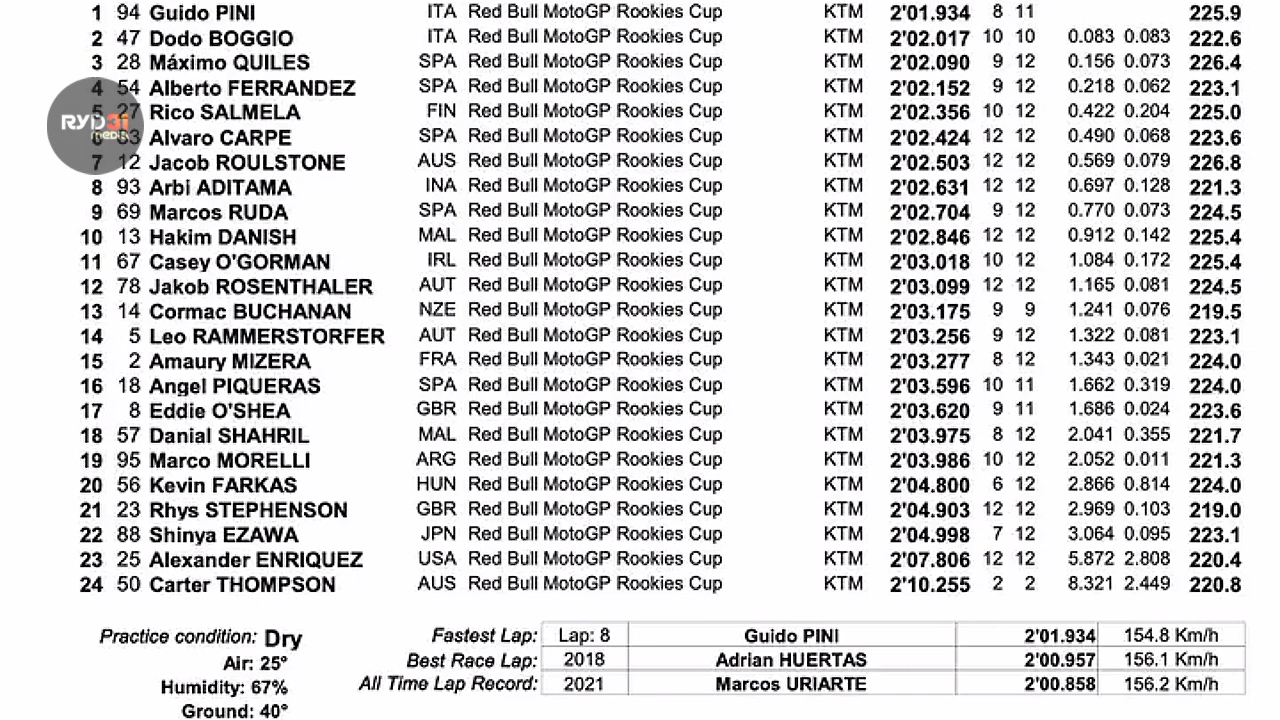 1 94 Guido PINI ITA Red Bull MotoGP Rookies Cup KTM 2'01.934 8 11 225.9
2 47 Dodo BOGGIO ITA Red Bull MotoGP Rookies Cup KTM 2'02.017 10 10 0.083 0.083 222.6
3 28 Máximo QUILES SPA Red Bull MotoGP Rookies Cup KTM 2'02.090 9 12 0.156 0.073 226.4
4 54 Alberto FERRANDEZ SPA Red Bull MotoGP Rookies Cup KTM 2'02.152 9 12 0.218 0.062 223.1
5 27 Rico SALMELA FIN Red Bull MotoGP Rookies Cup KTM 2'02.356 10 12 0.422 0.204 225.0
RYD31 media
6 83 Alvaro CARPE SPA Red Bull MotoGP Rookies Cup KTM 2'02.424 12 12 0.490 0.068 223.6
7 12 Jacob ROULSTONE AUS Red Bull MotoGP Rookies Cup KTM 2'02.503 12 12 0.569 0.079 226.8
8 93 Arbi ADITAMA INA Red Bull MotoGP Rookies Cup KTM 2'02.631 12 12 0.697 0.128 221.3
9 69 Marcos RUDA SPA Red Bull MotoGP Rookies Cup KTM 2'02.704 9 12 0.770 0.073 224.5
10 13 Hakim DANISH MAL Red Bull MotoGP Rookies Cup KTM 2'02.846 12 12 0.912 0.142 225.4
11 67 Casey O'GORMAN IRL Red Bull MotoGP Rookies Cup KTM 2'03.018 10 12 1.084 0.172 225.4
12 78 Jakob ROSENTHALER AUT Red Bull MotoGP Rookies Cup KTM 2'03.099 12 12 1.165 0.081 224.5
13 14 Cormac BUCHANAN NZE Red Bull MotoGP Rookies Cup KTM 2'03.175 9 9 1.241 0.076 219.5
14 5 Leo RAMMERSTORFER AUT Red Bull MotoGP Rookies Cup KTM 2'03.256 9 12 1.322 0.081 223.1
15 2 Amaury MIZERA FRA Red Bull MotoGP Rookies Cup KTM 2'03.277 8 12 1.343 0.021 224.0
16 18 Angel PIQUERAS SPA Red Bull MotoGP Rookies Cup KTM 2'03.596 10 11 1.662 0.319 224.0
17 8 Eddie O'SHEA GBR Red Bull MotoGP Rookies Cup KTM 2'03.620 9 11 1.686 0.024 223.6
18 57 Danial SHAHRIL MAL Red Bull MotoGP Rookies Cup KTM 2'03.975 8 12 2.041 0.355 221.7
19 95 Marco MORELLI ARG Red Bull MotoGP Rookies Cup KTM 2'03.986 10 12 2.052 0.011 221.3
20 56 Kevin FARKAS HUN Red Bull MotoGP Rookies Cup KTM 2'04.800 6 12 2.866 0.814 224.0
21 23 Rhys STEPHENSON GBR Red Bull MotoGP Rookies Cup KTM 2'04.903 12 12 2.969 0.103 219.0
22 88 Shinya EZAWA JPN Red Bull MotoGP Rookies Cup KTM 2'04.998 7 12 3.064 0.095 223.1
23 25 Alexander ENRIQUEZ USA Red Bull MotoGP Rookies Cup KTM 2'07.806 12 12 5.872 2.808 220.4
24 50 Carter THOMPSON AUS Red Bull MotoGP Rookies Cup KTM 2'10.255 2 2 8.321 2.449 220.8
Practice condition: Dry Fastest Lap: Lap: 8 Guido PINI 2'01.934 154.8 Km/h
Air: 25° Best Race Lap: 2018 Adrian HUERTAS 2'00.957 156.1 Km/h
Humidity: 67% All Time Lap Record: 2021 Marcos URIARTE 2'00.858 156.2 Km/h
Ground: 40°